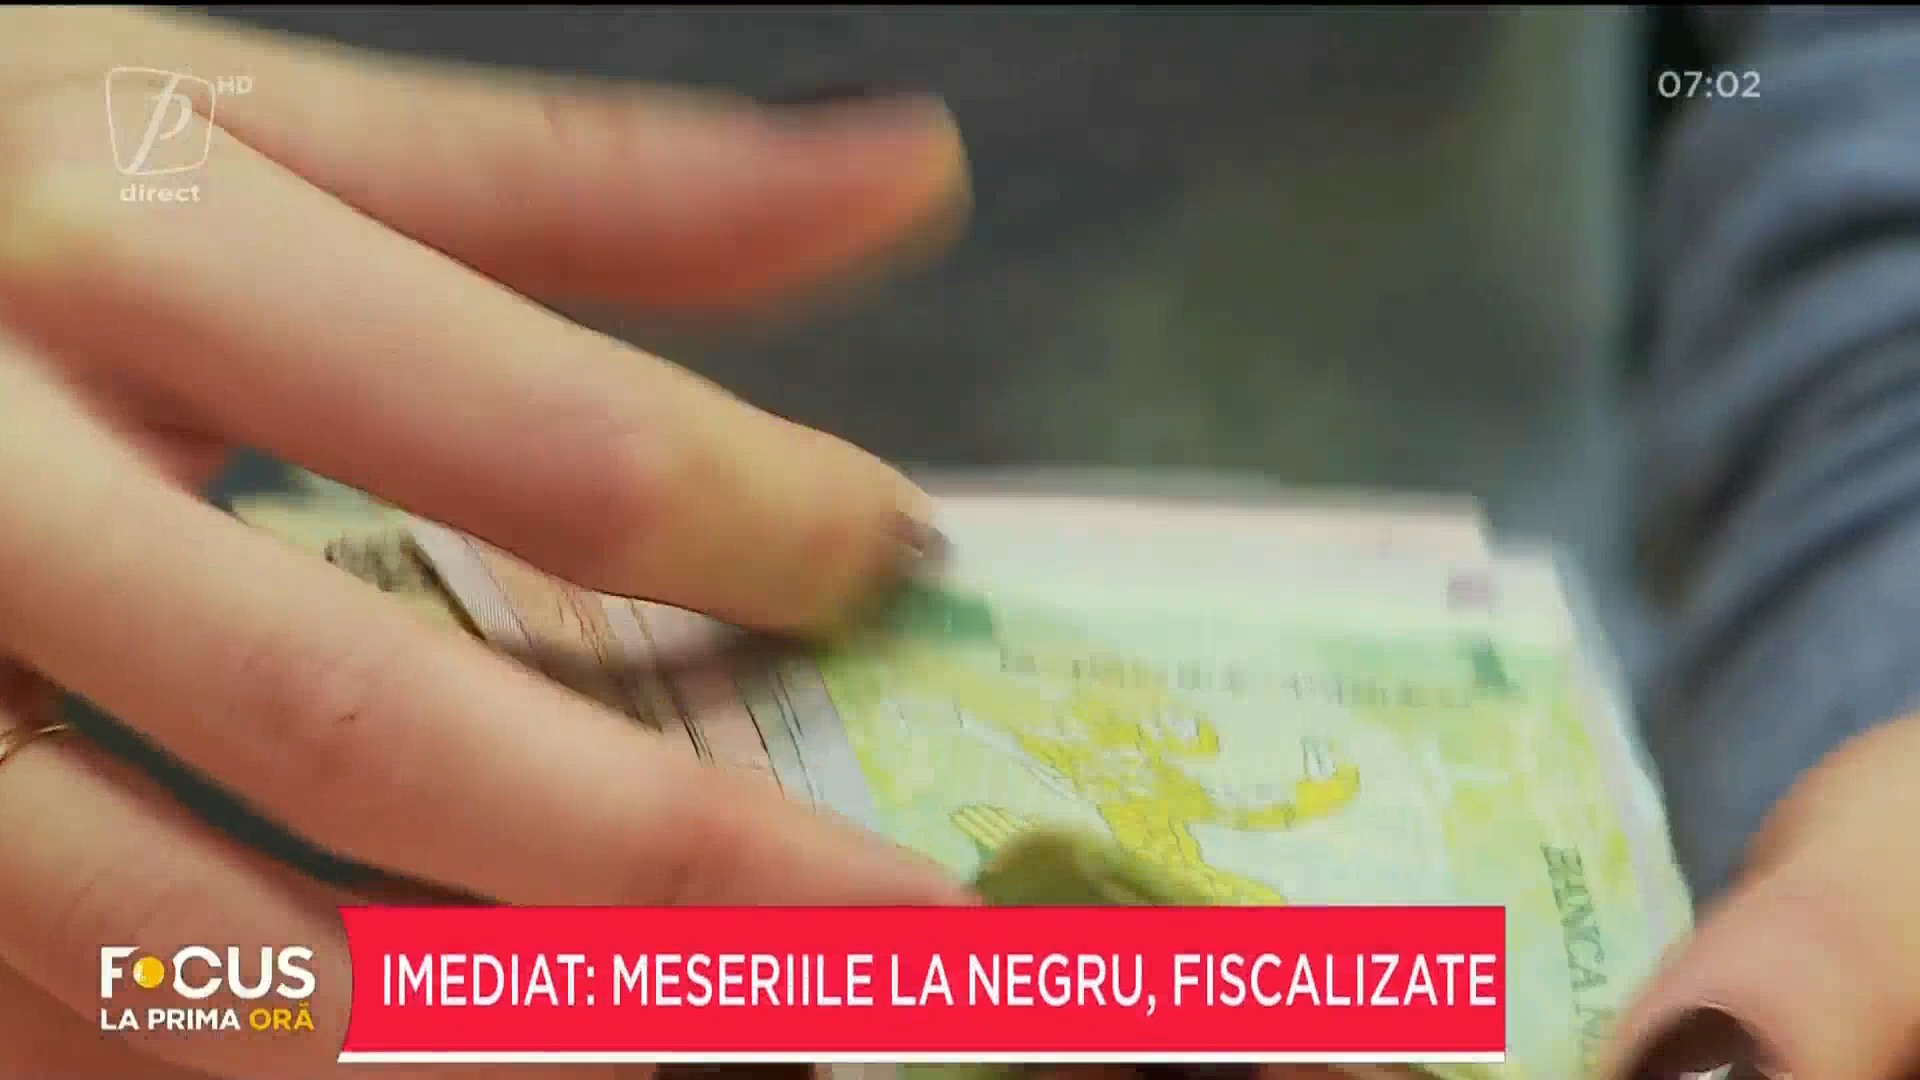 HD
direct
07:02
FOCUS
LA PRIMA ORĂ
IMEDIAT: MESERIILE LA NEGRU, FISCALIZATE